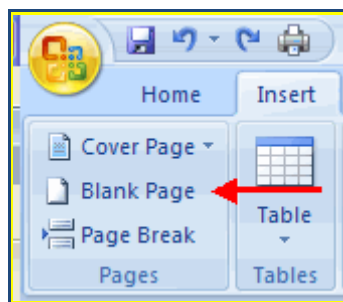 Home Insert
Cover Page
Blank Page
Page Break
Table
Pages Tables